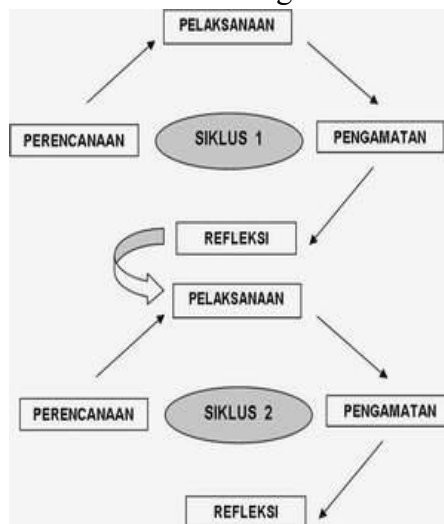 PELAKSANAAN
PERENCANAAN
SIKLUS 1
PENGAMATAN
REFLEKSI
PELAKSANAAN
PERENCANAAN
SIKLUS 2
PENGAMATAN
REFLEKSI